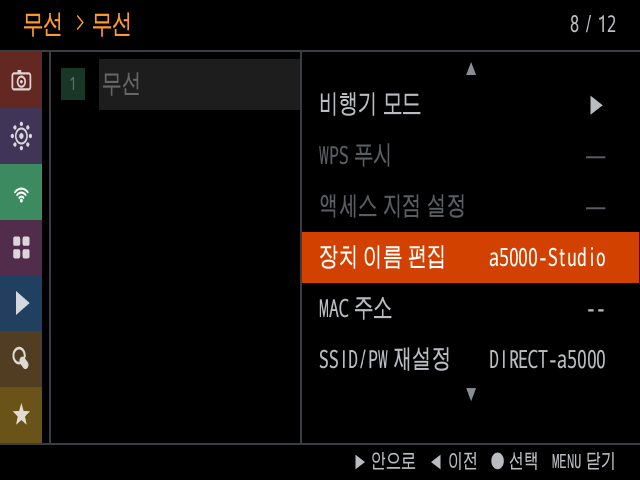 무선 > 무선 8 / 12
1 무선
비행기 모드 ▶
WPS 푸시 —
액세스 지점 설정 —
장치 이름 편집 a5000-Studio
MAC 주소 --
SSID/PW 재설정 DIRECT-a5000
▶ 안으로 ◀ 이전 ● 선택 MENU 닫기